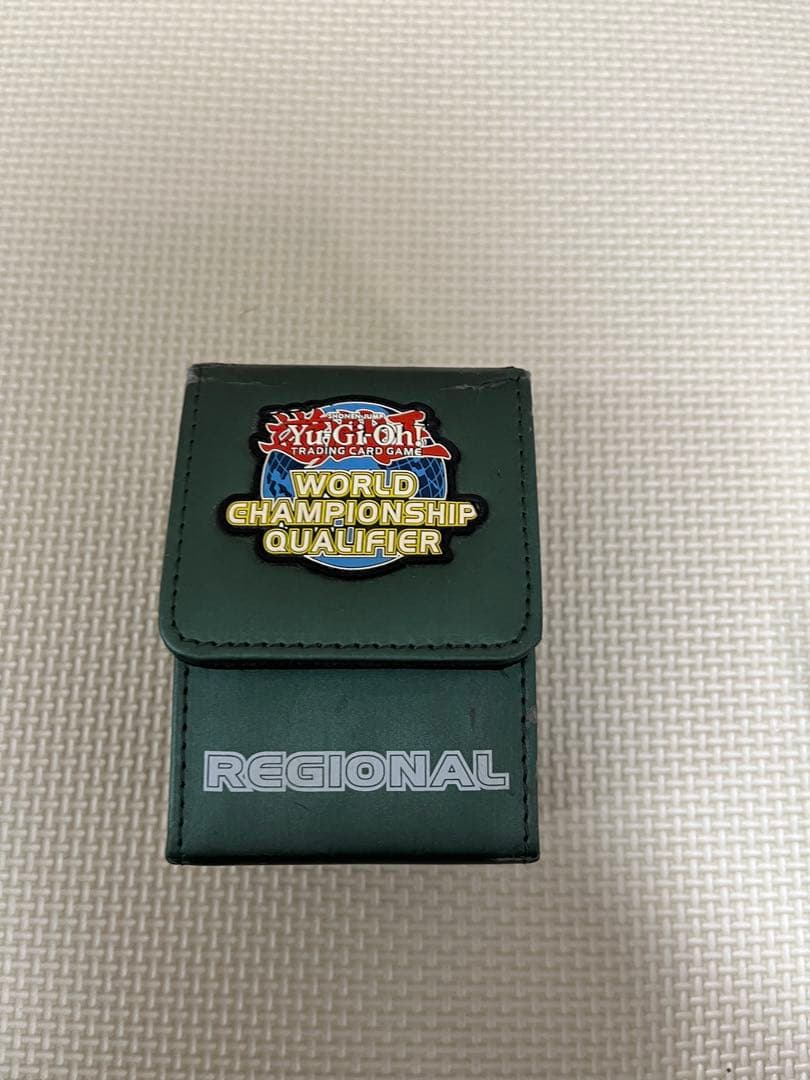 SHONEN JUMP
Yu-Gi-Oh!
TRADING CARD GAME
WORLD
CHAMPIONSHIP
QUALIFIER
REGIONAL